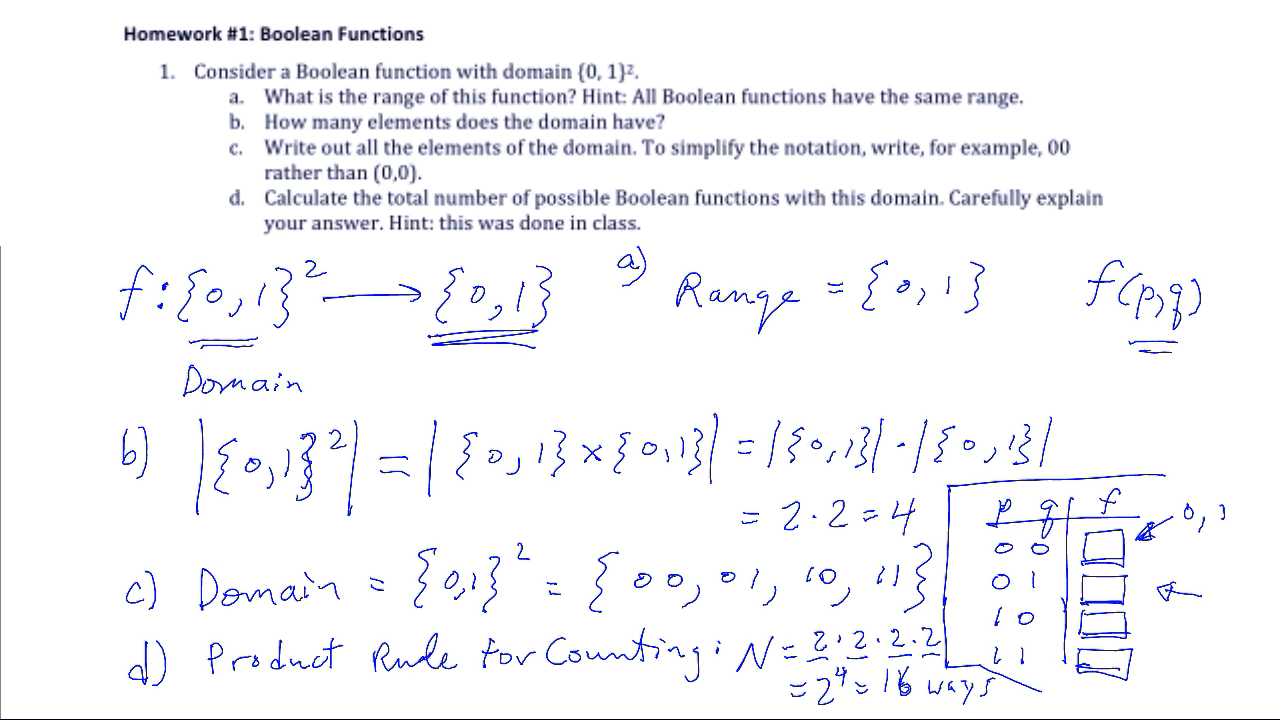 Homework #1: Boolean Functions
1. Consider a Boolean function with domain {0, 1}².
a. What is the range of this function? Hint: All Boolean functions have the same range.
b. How many elements does the domain have?
c. Write out all the elements of the domain. To simplify the notation, write, for example, 00
rather than (0,0).
d. Calculate the total number of possible Boolean functions with this domain. Carefully explain
your answer. Hint: this was done in class.
f : {0, 1}² → {0, 1}
Domain
a) Range = {0, 1}
f(p,q)
b) |{0,1}²| = |{0, 1} × {0,1}| = |{0,1}| · |{0,1}|
= 2 · 2 = 4
c) Domain = {0,1}² = {00, 01, 10, 11}
d) Product Rule for Counting: N = 2 · 2 · 2 · 2
= 2⁴ = 16 ways
p q f
0 0
0 1
1 0
1 1
0, 1